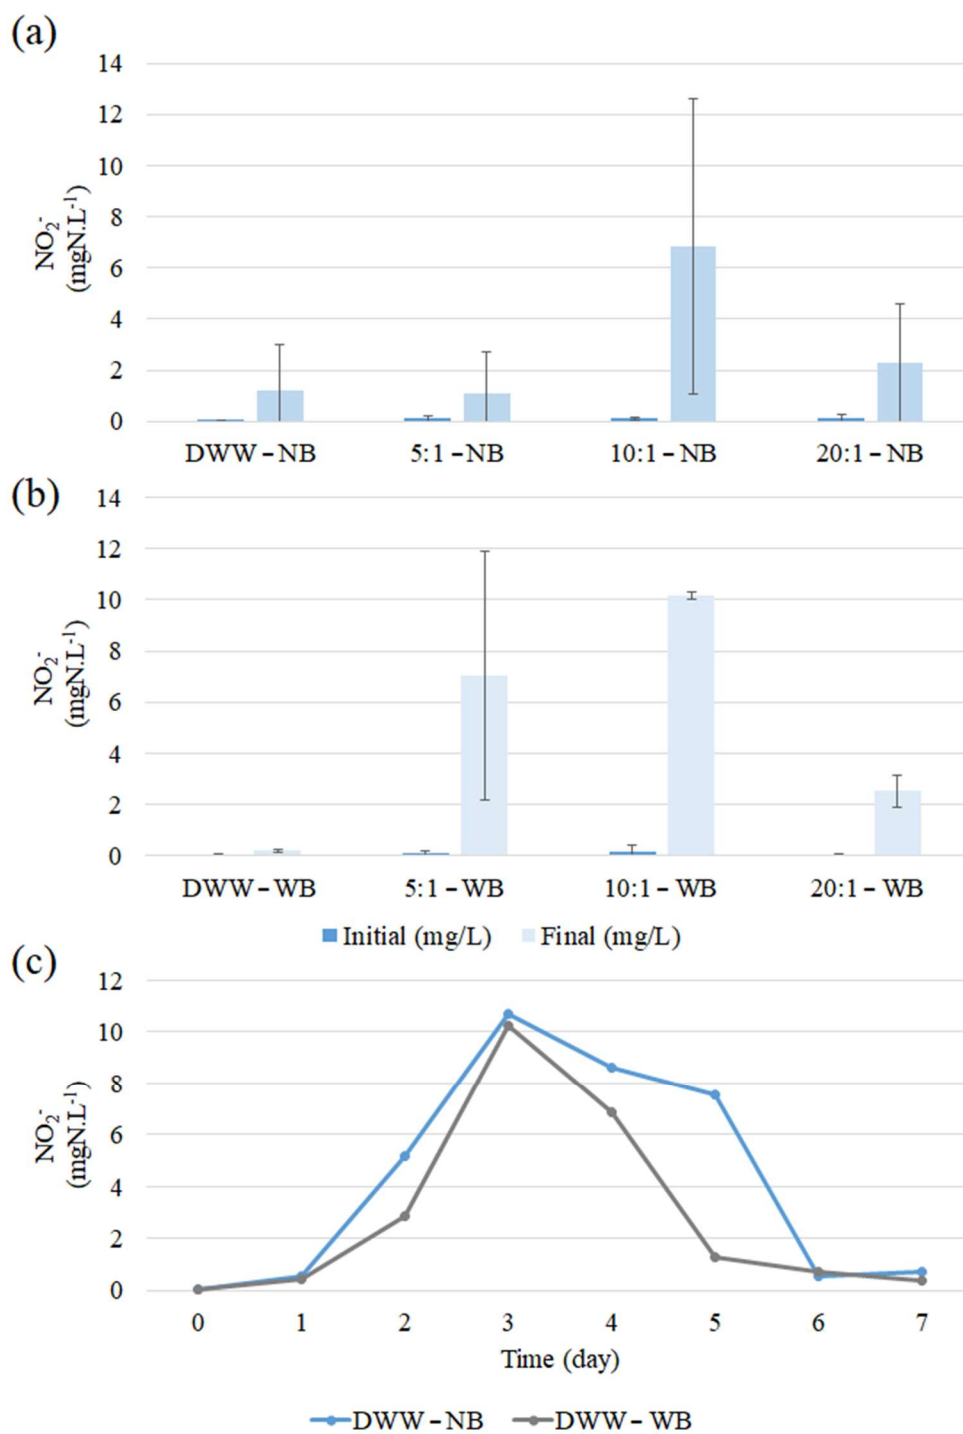 (a)
14
12
10
8
6
4
2
0
NO₂⁻
(mgN.L⁻¹)
DWW – NB 5:1 – NB 10:1 – NB 20:1 – NB
(b)
14
12
10
8
6
4
2
0
NO₂⁻
(mgN.L⁻¹)
DWW – WB 5:1 – WB 10:1 – WB 20:1 – WB
Initial (mg/L) Final (mg/L)
(c)
12
10
8
6
4
2
0
NO₂⁻
(mgN.L⁻¹)
0 1 2 3 4 5 6 7
Time (day)
DWW – NB DWW – WB